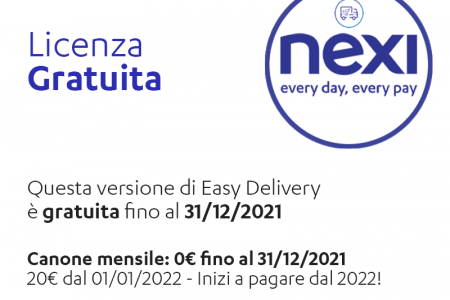 Licenza
Gratuita
nexi
every day, every pay
Questa versione di Easy Delivery
è gratuita fino al 31/12/2021
Canone mensile: 0€ fino al 31/12/2021
20€ dal 01/01/2022 - Inizi a pagare dal 2022!